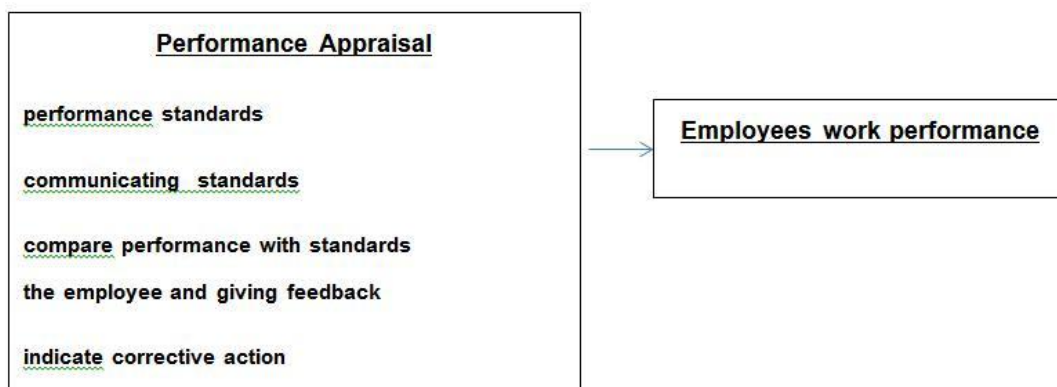 Performance Appraisal
performance standards
communicating standards
compare performance with standards
the employee and giving feedback
indicate corrective action
Employees work performance